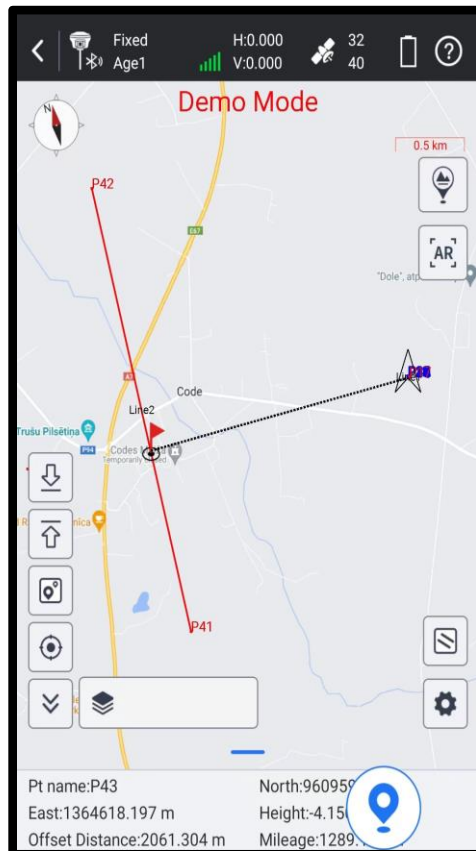 Fixed H:0.000 32
Age1 V:0.000 40
Demo Mode
N
0.5 km
P42
E67
AR
"Dole", atp
A7
Code
Line2
Trušu Pilsētiņa
P94
Codes
Temporarily
P41
Pt name:P43 North:960959
East:1364618.197 m Height:-4.15
Offset Distance:2061.304 m Mileage:1289.